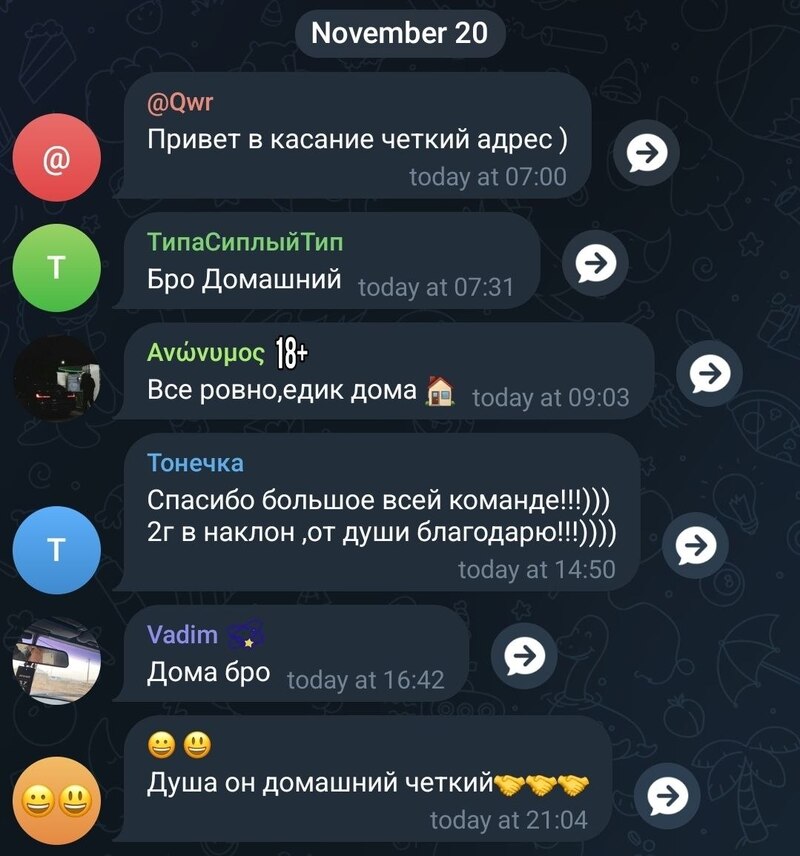 November 20
@Qwr
@
Привет в касание четкий адрес )
today at 07:00
ТипаСиплыйТип
Т
Бро Домашний today at 07:31
Ανώνυμος 18+
Все ровно,едик дома 🏠 today at 09:03
Тонечка
Спасибо большое всей команде!!!)))
2г в наклон ,от души благодарю!!!))))
Т
today at 14:50
Vadim
Дома бро today at 16:42
😀 😃
Душа он домашний четкий🤝🤝🤝
😀😃
today at 21:04